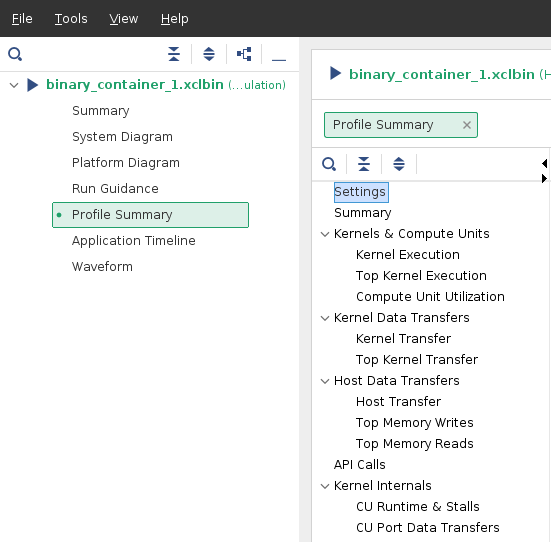 File Tools View Help
binary_container_1.xclbin (...ulation)
Summary
System Diagram
Platform Diagram
Run Guidance
Profile Summary
Application Timeline
Waveform
binary_container_1.xclbin (H
Profile Summary
Settings
Summary
Kernels & Compute Units
Kernel Execution
Top Kernel Execution
Compute Unit Utilization
Kernel Data Transfers
Kernel Transfer
Top Kernel Transfer
Host Data Transfers
Host Transfer
Top Memory Writes
Top Memory Reads
API Calls
Kernel Internals
CU Runtime & Stalls
CU Port Data Transfers